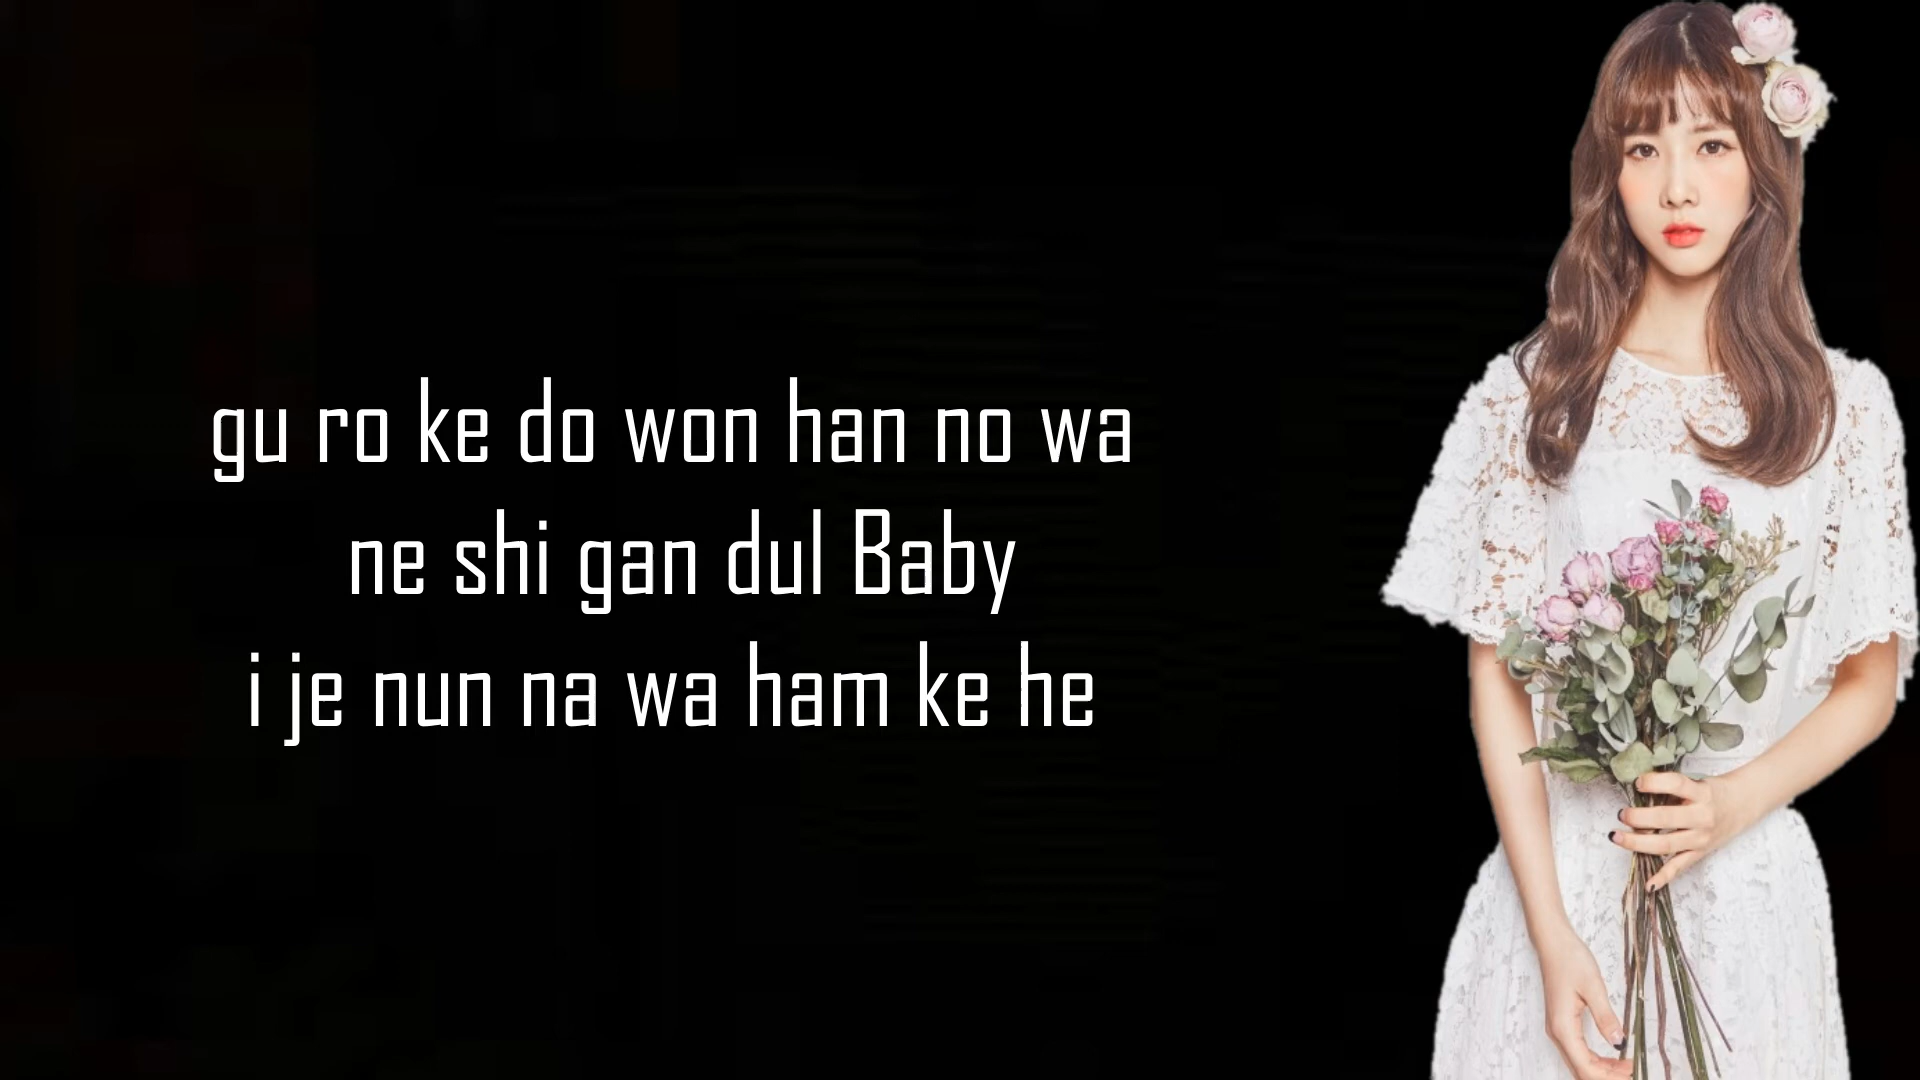 gu ro ke do won han no wa
ne shi gan dul Baby
i je nun na wa ham ke he